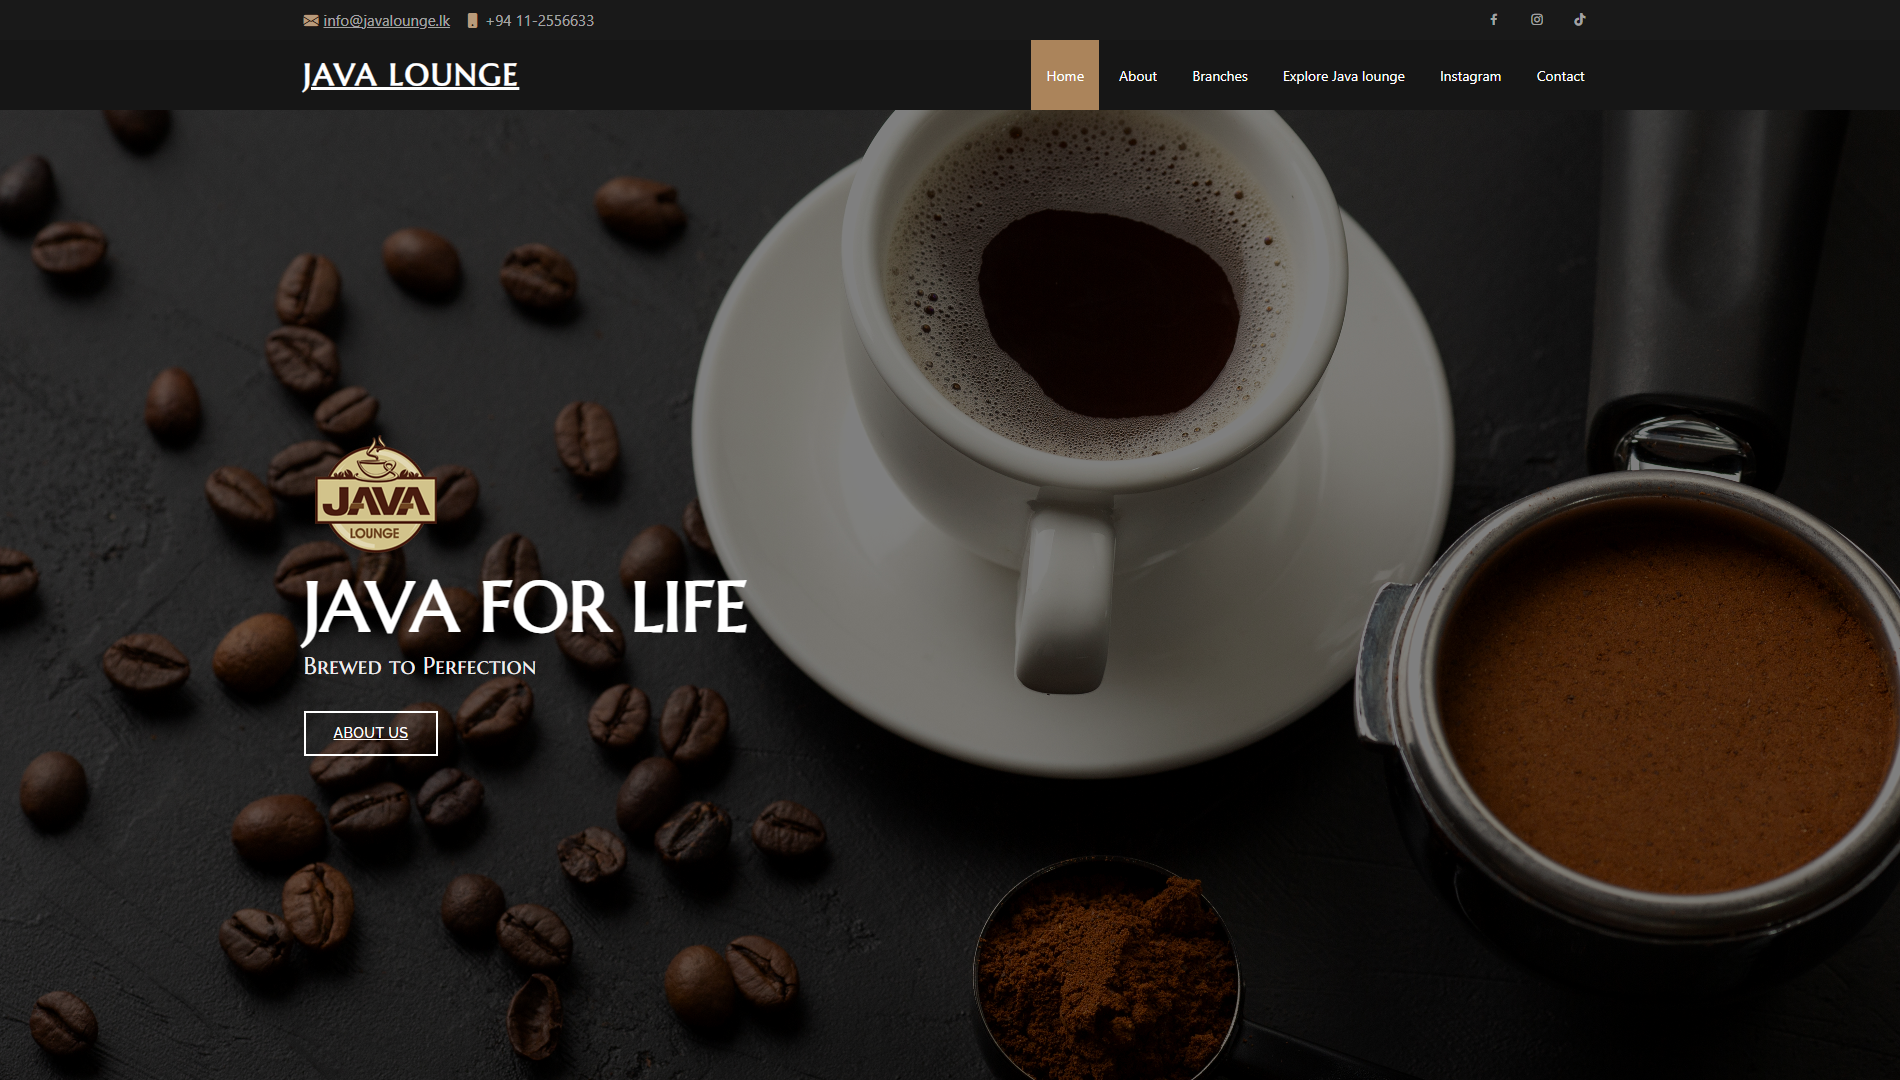 info@javalounge.lk +94 11-2556633
JAVA LOUNGE
Home About Branches Explore Java lounge Instagram Contact
JAVA
LOUNGE
JAVA FOR LIFE
Brewed to Perfection
ABOUT US